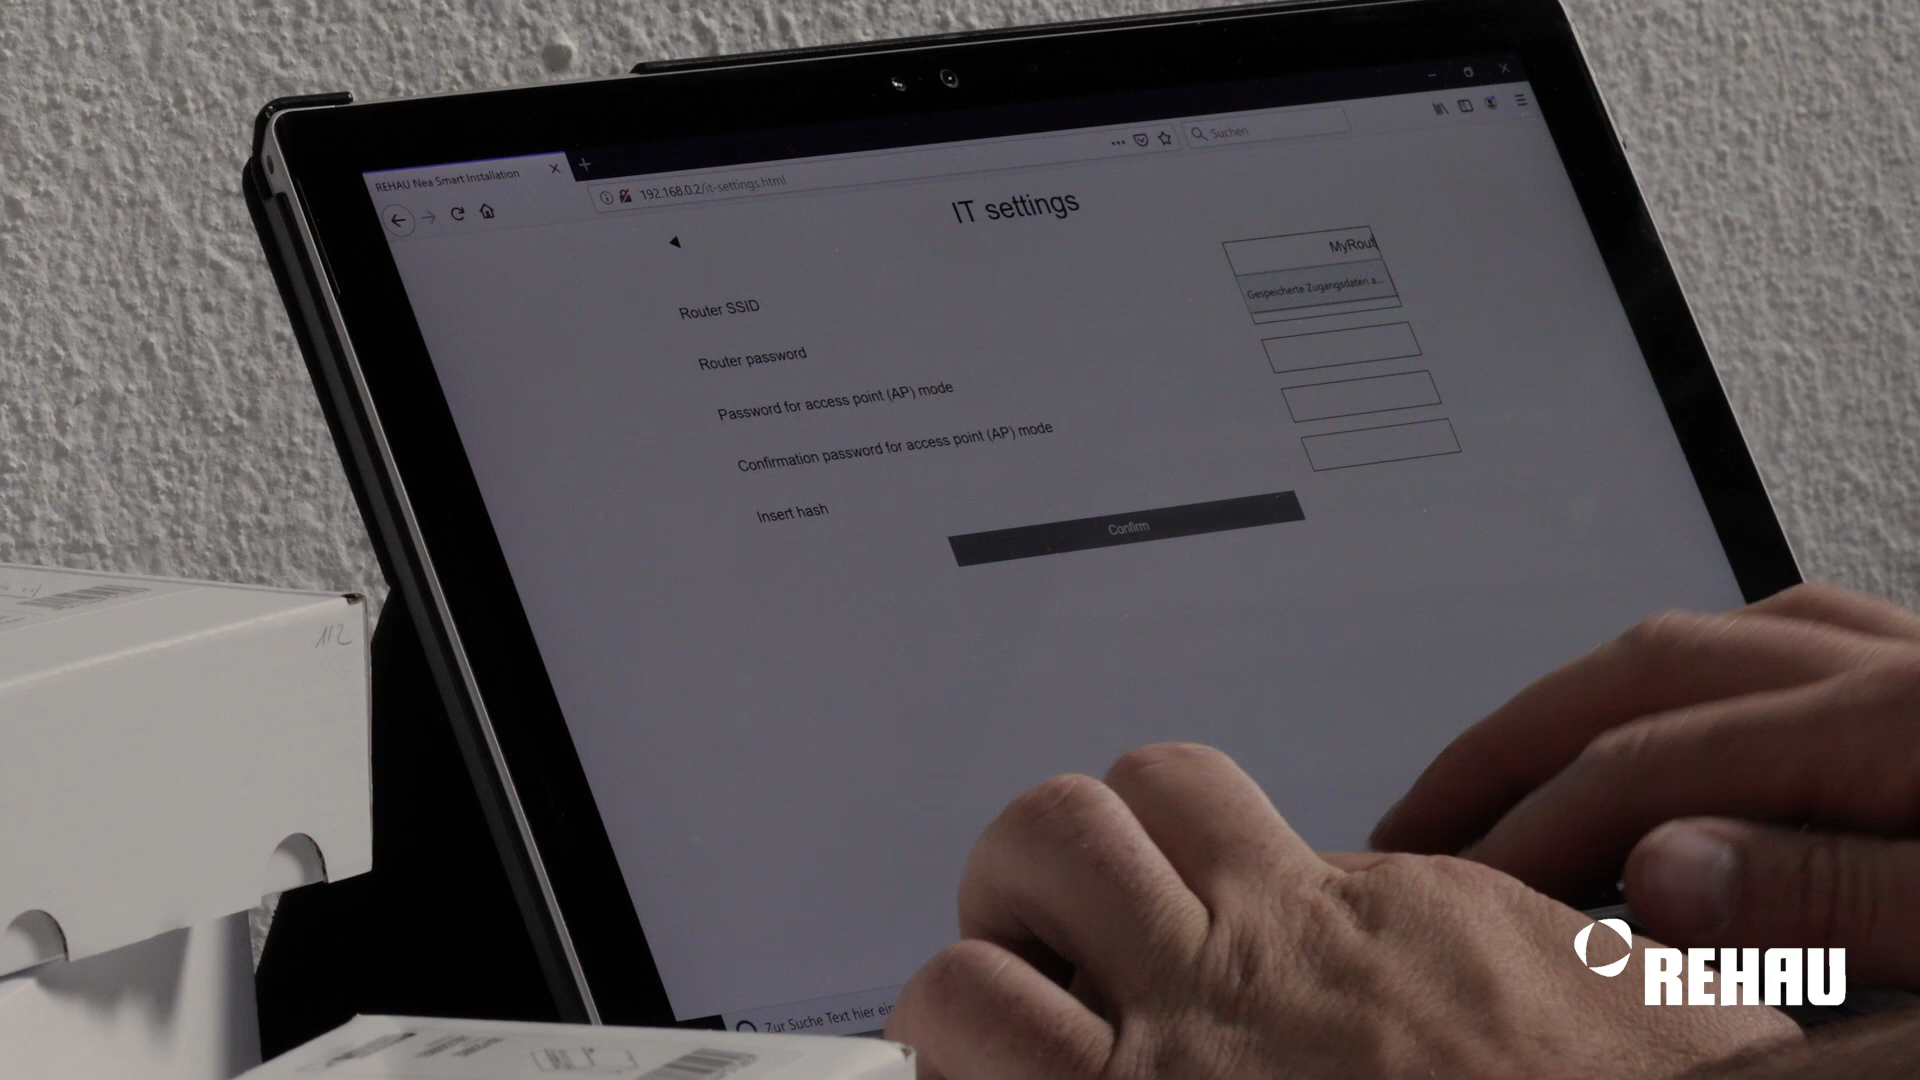 REHAU Nea Smart Installation
192.168.0.2/it-settings.html
Suchen
IT settings
MyRout
Gespeicherte Zugangsdaten a...
Router SSID
Router password
Password for access point (AP) mode
Confirmation password for access point (AP) mode
Insert hash
Confirm
112
Zur Suche Text hier ein
REHAU